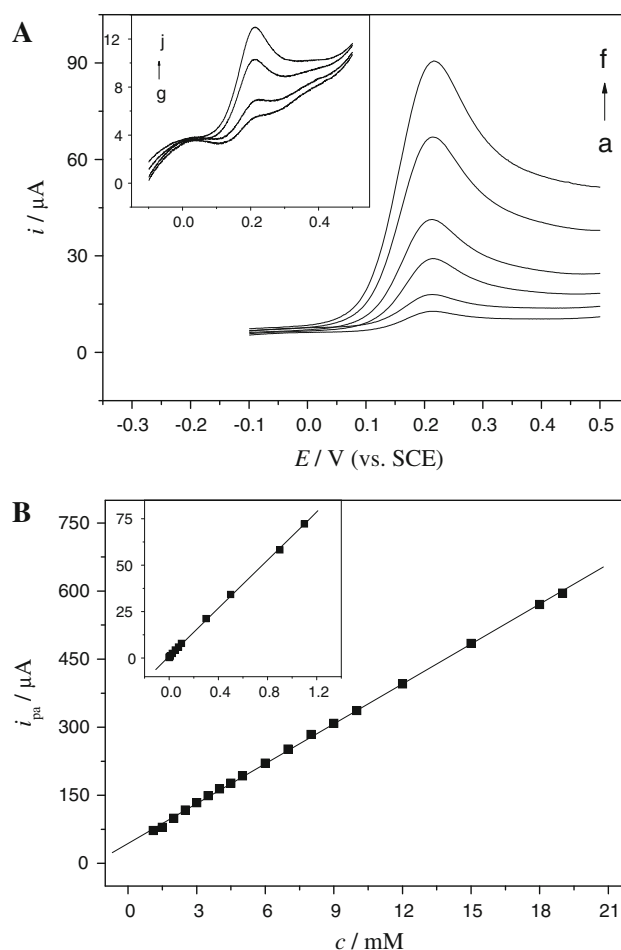 A
j
g
12
8
4
0
0.0 0.2 0.4
f
a
90
60
30
0
i / μA
-0.3 -0.2 -0.1 0.0 0.1 0.2 0.3 0.4 0.5
E / V (vs. SCE)
B
75
50
25
0
0.0 0.4 0.8 1.2
750
600
450
300
150
0
i pa / μA
0 3 6 9 12 15 18 21
c / mM